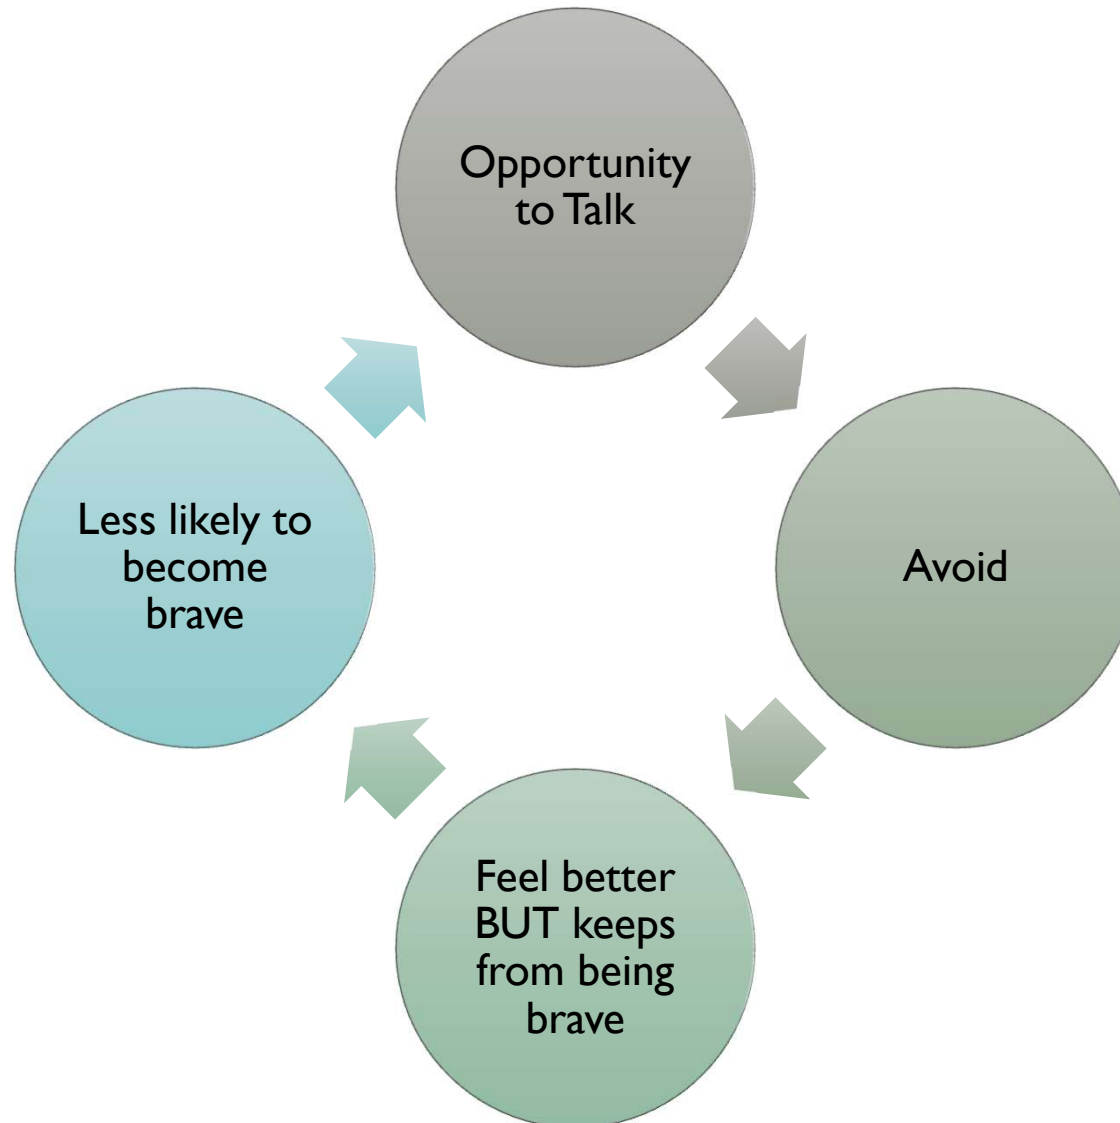 Opportunity
to Talk
Avoid
Feel better
BUT keeps
from being
brave
Less likely to
become
brave